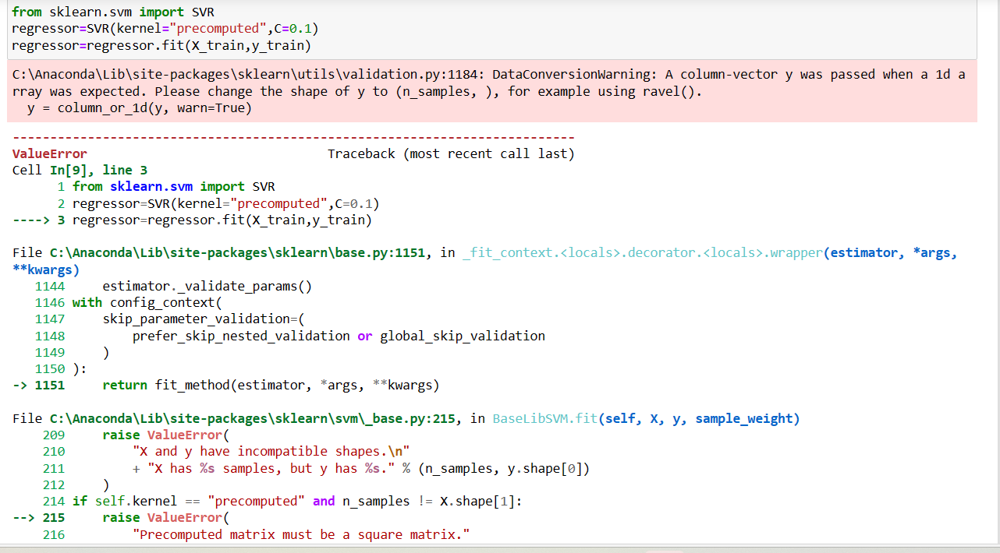 from sklearn.svm import SVR
regressor=SVR(kernel="precomputed",C=0.1)
regressor=regressor.fit(X_train,y_train)
C:\Anaconda\Lib\site-packages\sklearn\utils\validation.py:1184: DataConversionWarning: A column-vector y was passed when a 1d a
rray was expected. Please change the shape of y to (n_samples, ), for example using ravel().
  y = column_or_1d(y, warn=True)
---------------------------------------------------------------------------
ValueError                                Traceback (most recent call last)
Cell In[9], line 3
      1 from sklearn.svm import SVR
      2 regressor=SVR(kernel="precomputed",C=0.1)
----> 3 regressor=regressor.fit(X_train,y_train)
File C:\Anaconda\Lib\site-packages\sklearn\base.py:1151, in _fit_context.<locals>.decorator.<locals>.wrapper(estimator, *args,
**kwargs)
   1144     estimator._validate_params()
   1146 with config_context(
   1147     skip_parameter_validation=(
   1148         prefer_skip_nested_validation or global_skip_validation
   1149     )
   1150 ):
-> 1151     return fit_method(estimator, *args, **kwargs)
File C:\Anaconda\Lib\site-packages\sklearn\svm\_base.py:215, in BaseLibSVM.fit(self, X, y, sample_weight)
    209     raise ValueError(
    210         "X and y have incompatible shapes.\n"
    211         + "X has %s samples, but y has %s." % (n_samples, y.shape[0])
    212     )
    214 if self.kernel == "precomputed" and n_samples != X.shape[1]:
--> 215     raise ValueError(
    216         "Precomputed matrix must be a square matrix."